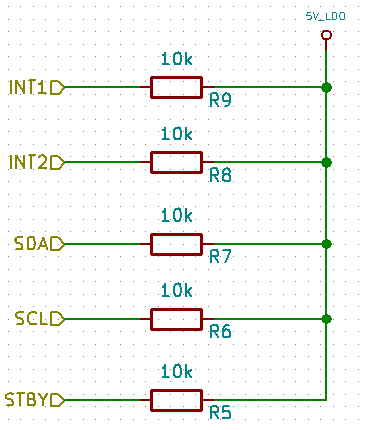 5V_LDO
10k
INT1
R9
10k
INT2
R8
10k
SDA
R7
10k
SCL
R6
10k
STBY
R5